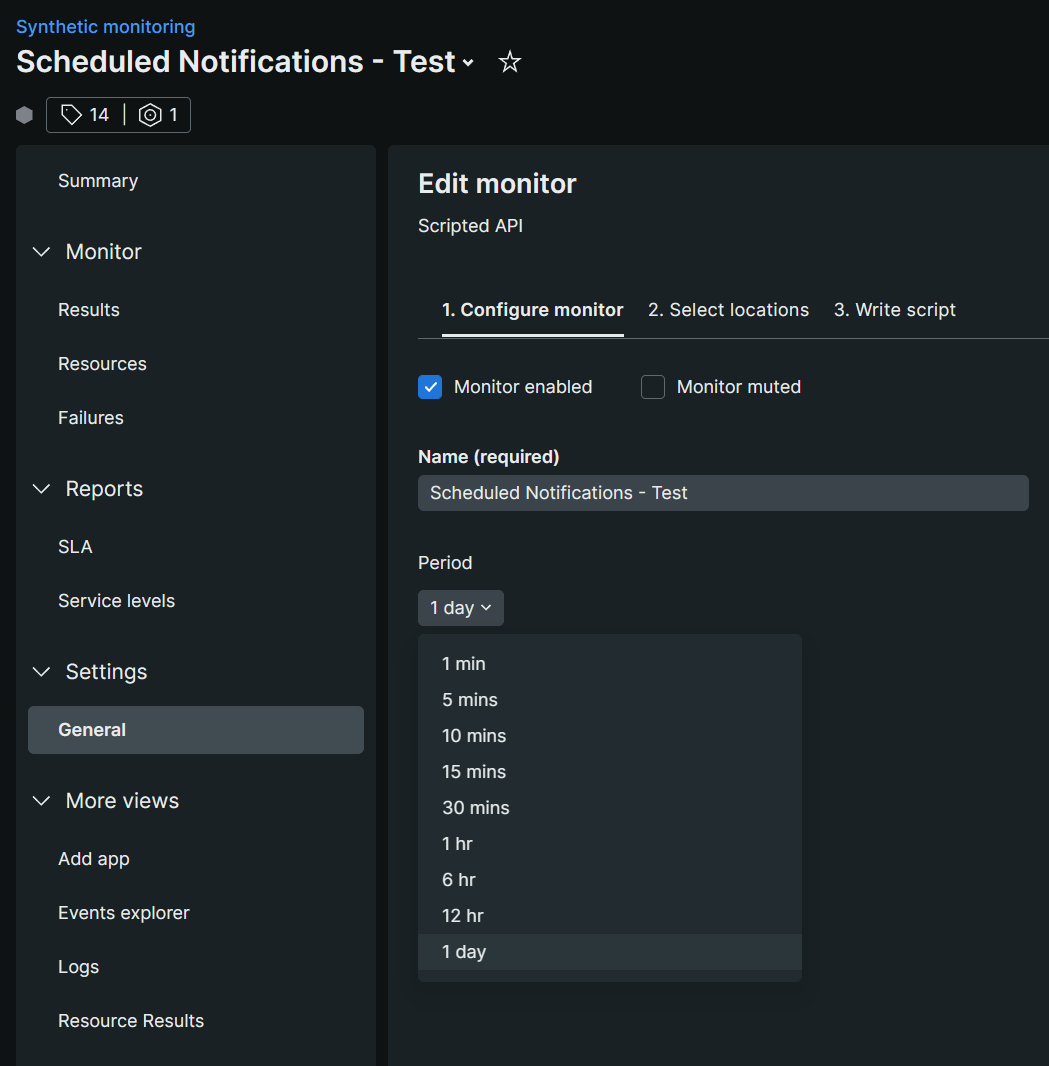 Synthetic monitoring
Scheduled Notifications - Test
14 | 1
Summary
Monitor
Results
Resources
Failures
Reports
SLA
Service levels
Settings
General
More views
Add app
Events explorer
Logs
Resource Results
Edit monitor
Scripted API
1. Configure monitor 2. Select locations 3. Write script
Monitor enabled Monitor muted
Name (required)
Scheduled Notifications - Test
Period
1 day
1 min
5 mins
10 mins
15 mins
30 mins
1 hr
6 hr
12 hr
1 day